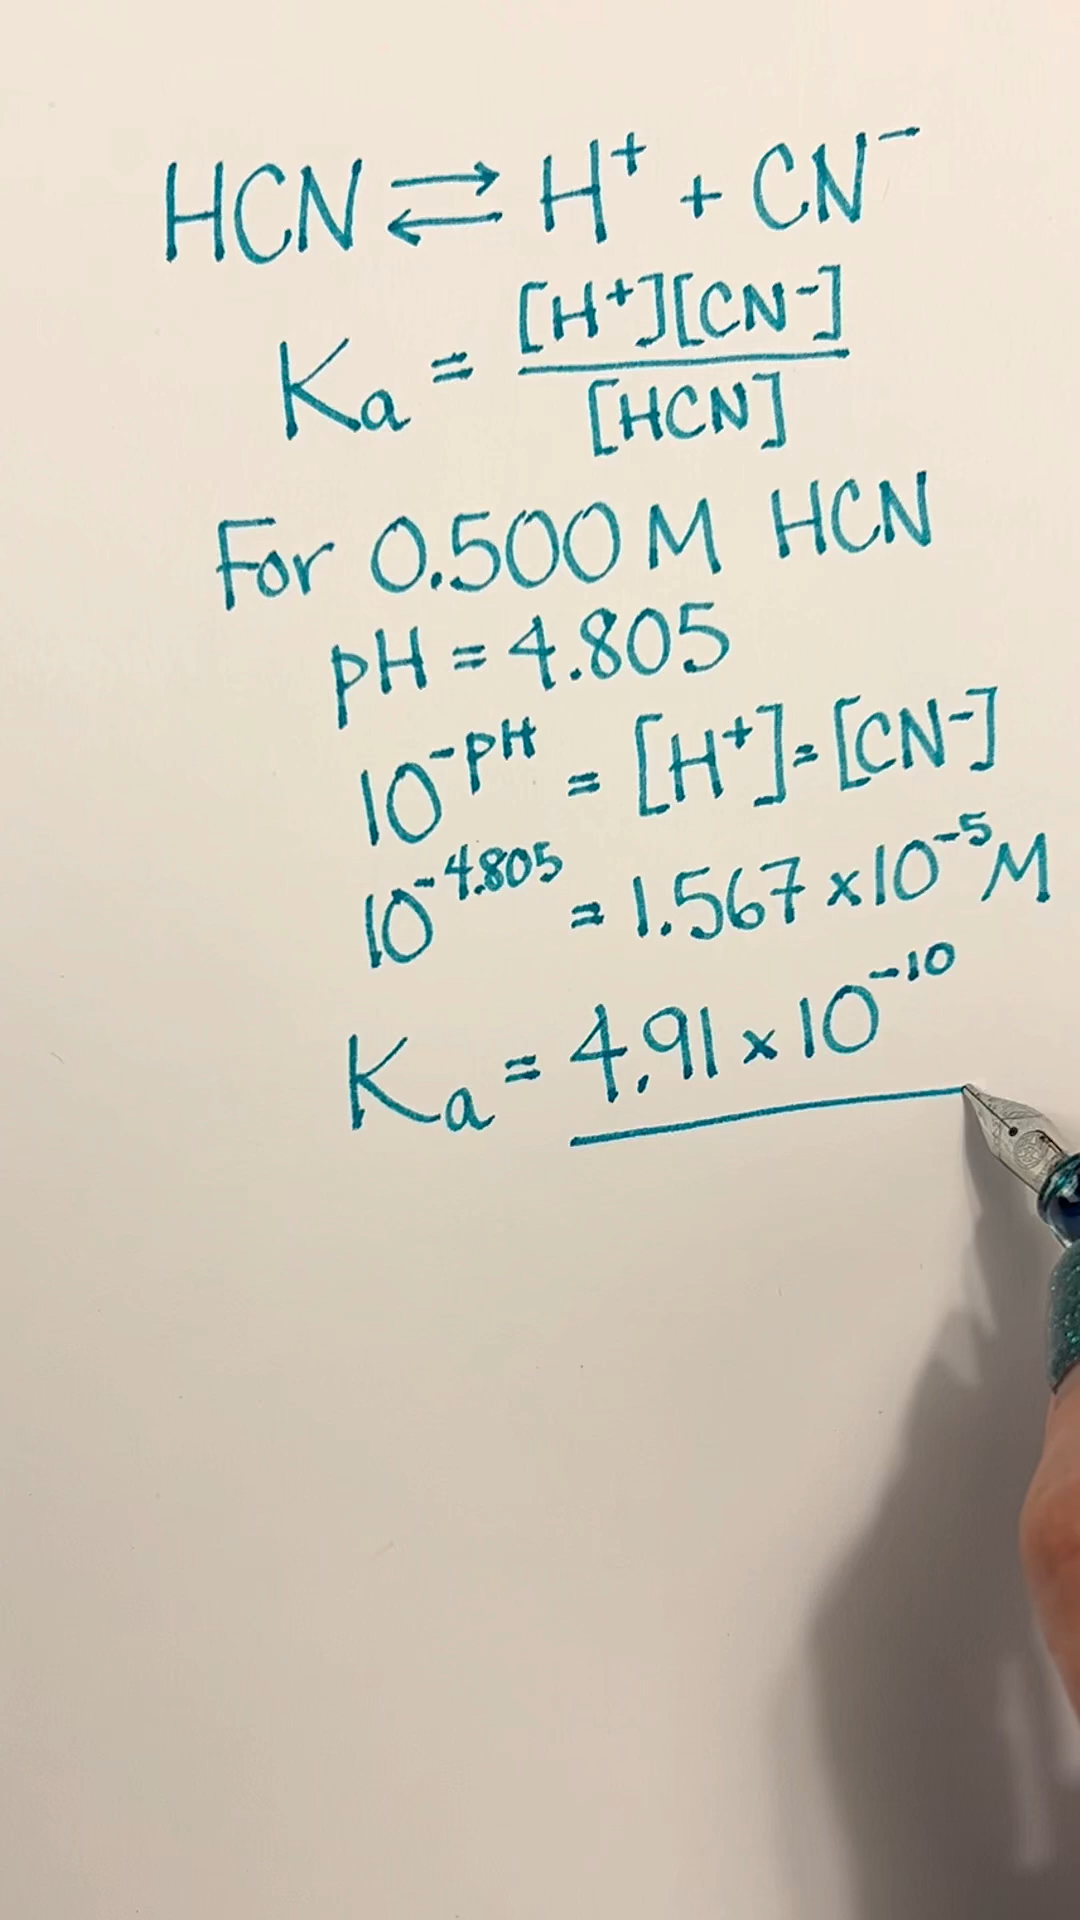 HCN ⇄ H⁺ + CN⁻
Ka = [H⁺][CN⁻] / [HCN]
For 0.500 M HCN
pH = 4.805
10⁻ᵖᴴ = [H⁺] = [CN⁻]
10⁻⁴·⁸⁰⁵ = 1.567 x 10⁻⁵ M
Ka = 4.91 x 10⁻¹⁰